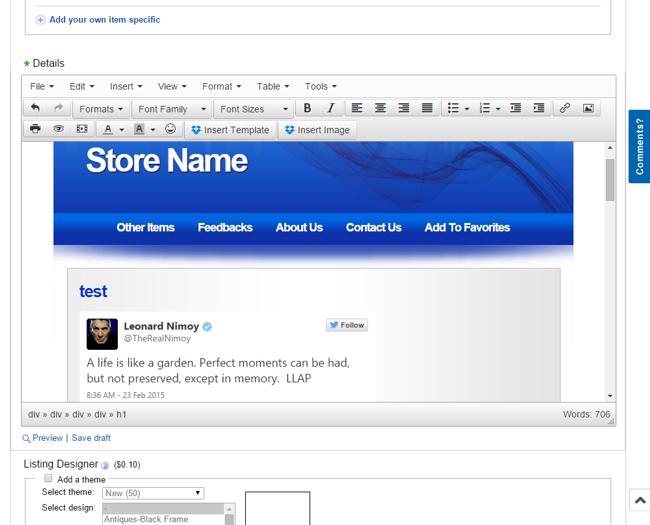 Add your own item specific
* Details
File Edit Insert View Format Table Tools
Formats Font Family Font Sizes B I
A A Insert Template Insert Image
Store Name
Other Items Feedbacks About Us Contact Us Add To Favorites
test
Leonard Nimoy Follow
@TheRealNimoy
A life is like a garden. Perfect moments can be had,
but not preserved, except in memory. LLAP
8:36 AM - 23 Feb 2015
div » div » div » div » h1 Words: 706
Preview | Save draft
Listing Designer ($0.10)
Add a theme
Select theme: New (50)
Select design: -
Antiques-Black Frame
Comments?